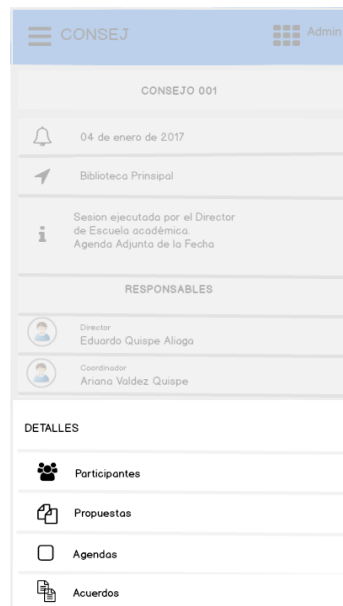 CONSEJ
Admin
CONSEJO 001
04 de enero de 2017
Biblioteca Prinsipal
Sesion ejecutada por el Director
de Escuela académica.
Agenda Adjunta de la Fecha
RESPONSABLES
Director
Eduardo Quispe Aliaga
Coordinador
Ariana Valdez Quispe
DETALLES
Participantes
Propuestas
Agendas
Acuerdos